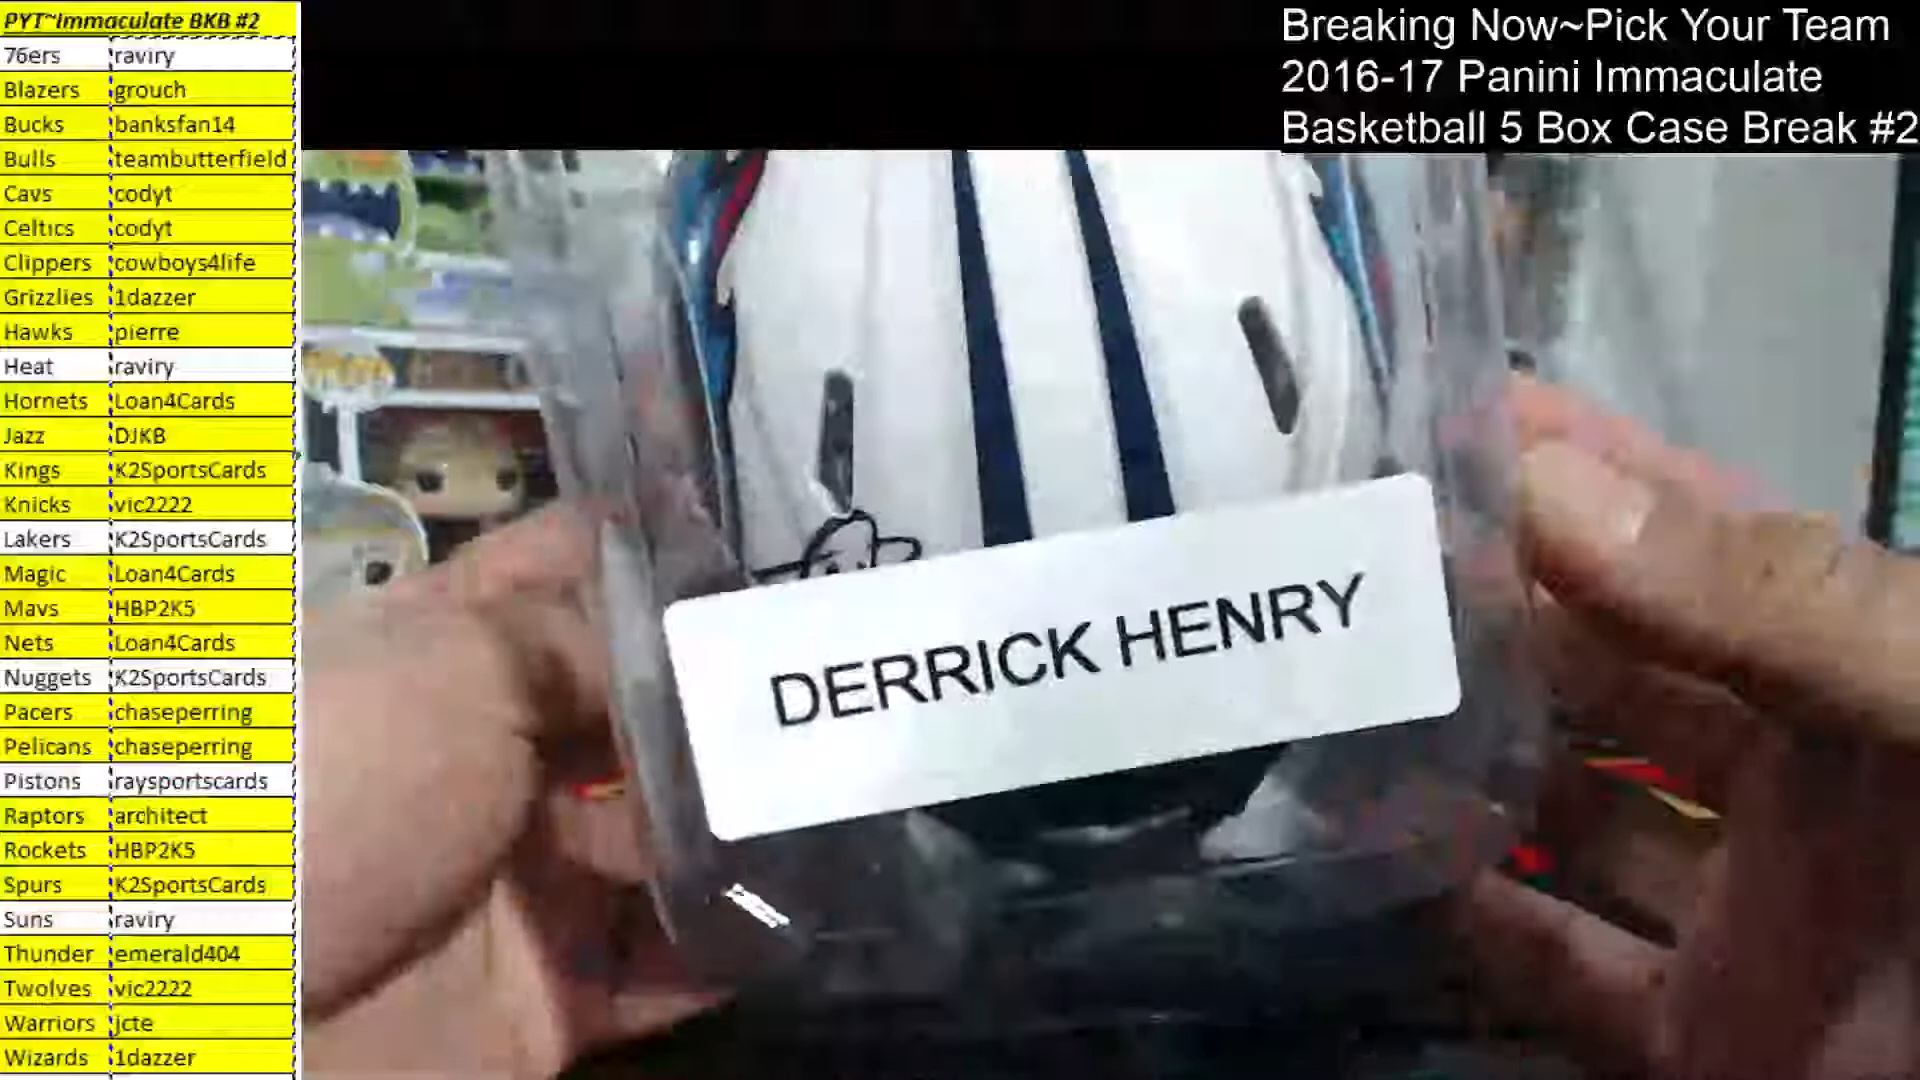 PYT~Immaculate BKB #2
76ers raviry
Blazers grouch
Bucks banksfan14
Bulls teambutterfield
Cavs codyt
Celtics codyt
Clippers cowboys4life
Grizzlies 1dazzer
Hawks pierre
Heat raviry
Hornets Loan4Cards
Jazz DJKB
Kings K2SportsCards
Knicks vic2222
Lakers K2SportsCards
Magic Loan4Cards
Mavs HBP2K5
Nets Loan4Cards
Nuggets K2SportsCards
Pacers chaseperring
Pelicans chaseperring
Pistons raysportscards
Raptors architect
Rockets HBP2K5
Spurs K2SportsCards
Suns raviry
Thunder emerald404
Twolves vic2222
Warriors jcte
Wizards 1dazzer
Breaking Now~Pick Your Team
2016-17 Panini Immaculate
Basketball 5 Box Case Break #2
DERRICK HENRY